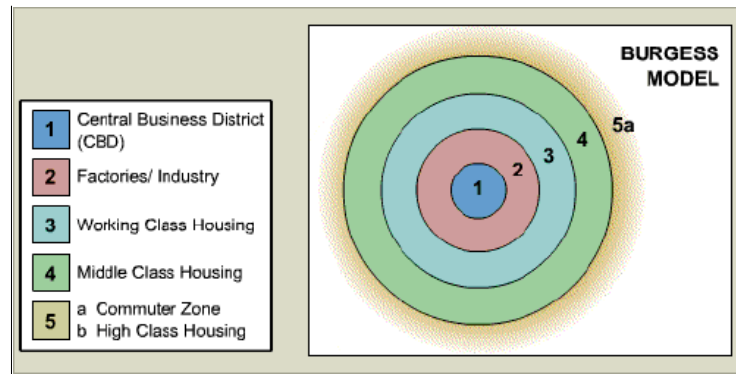 BURGESS
MODEL
1 Central Business District
(CBD)
2 Factories/ Industry
3 Working Class Housing
4 Middle Class Housing
5 a Commuter Zone
b High Class Housing
1
2
3
4
5a